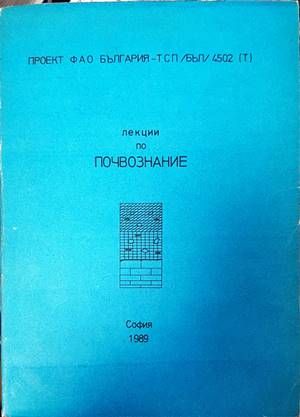 ПРОЕКТ ФАО БЪЛГАРИЯ-ТСП/БЪЛ/4502 (Т)
лекции
по
ПОЧВОЗНАНИЕ
София
1989